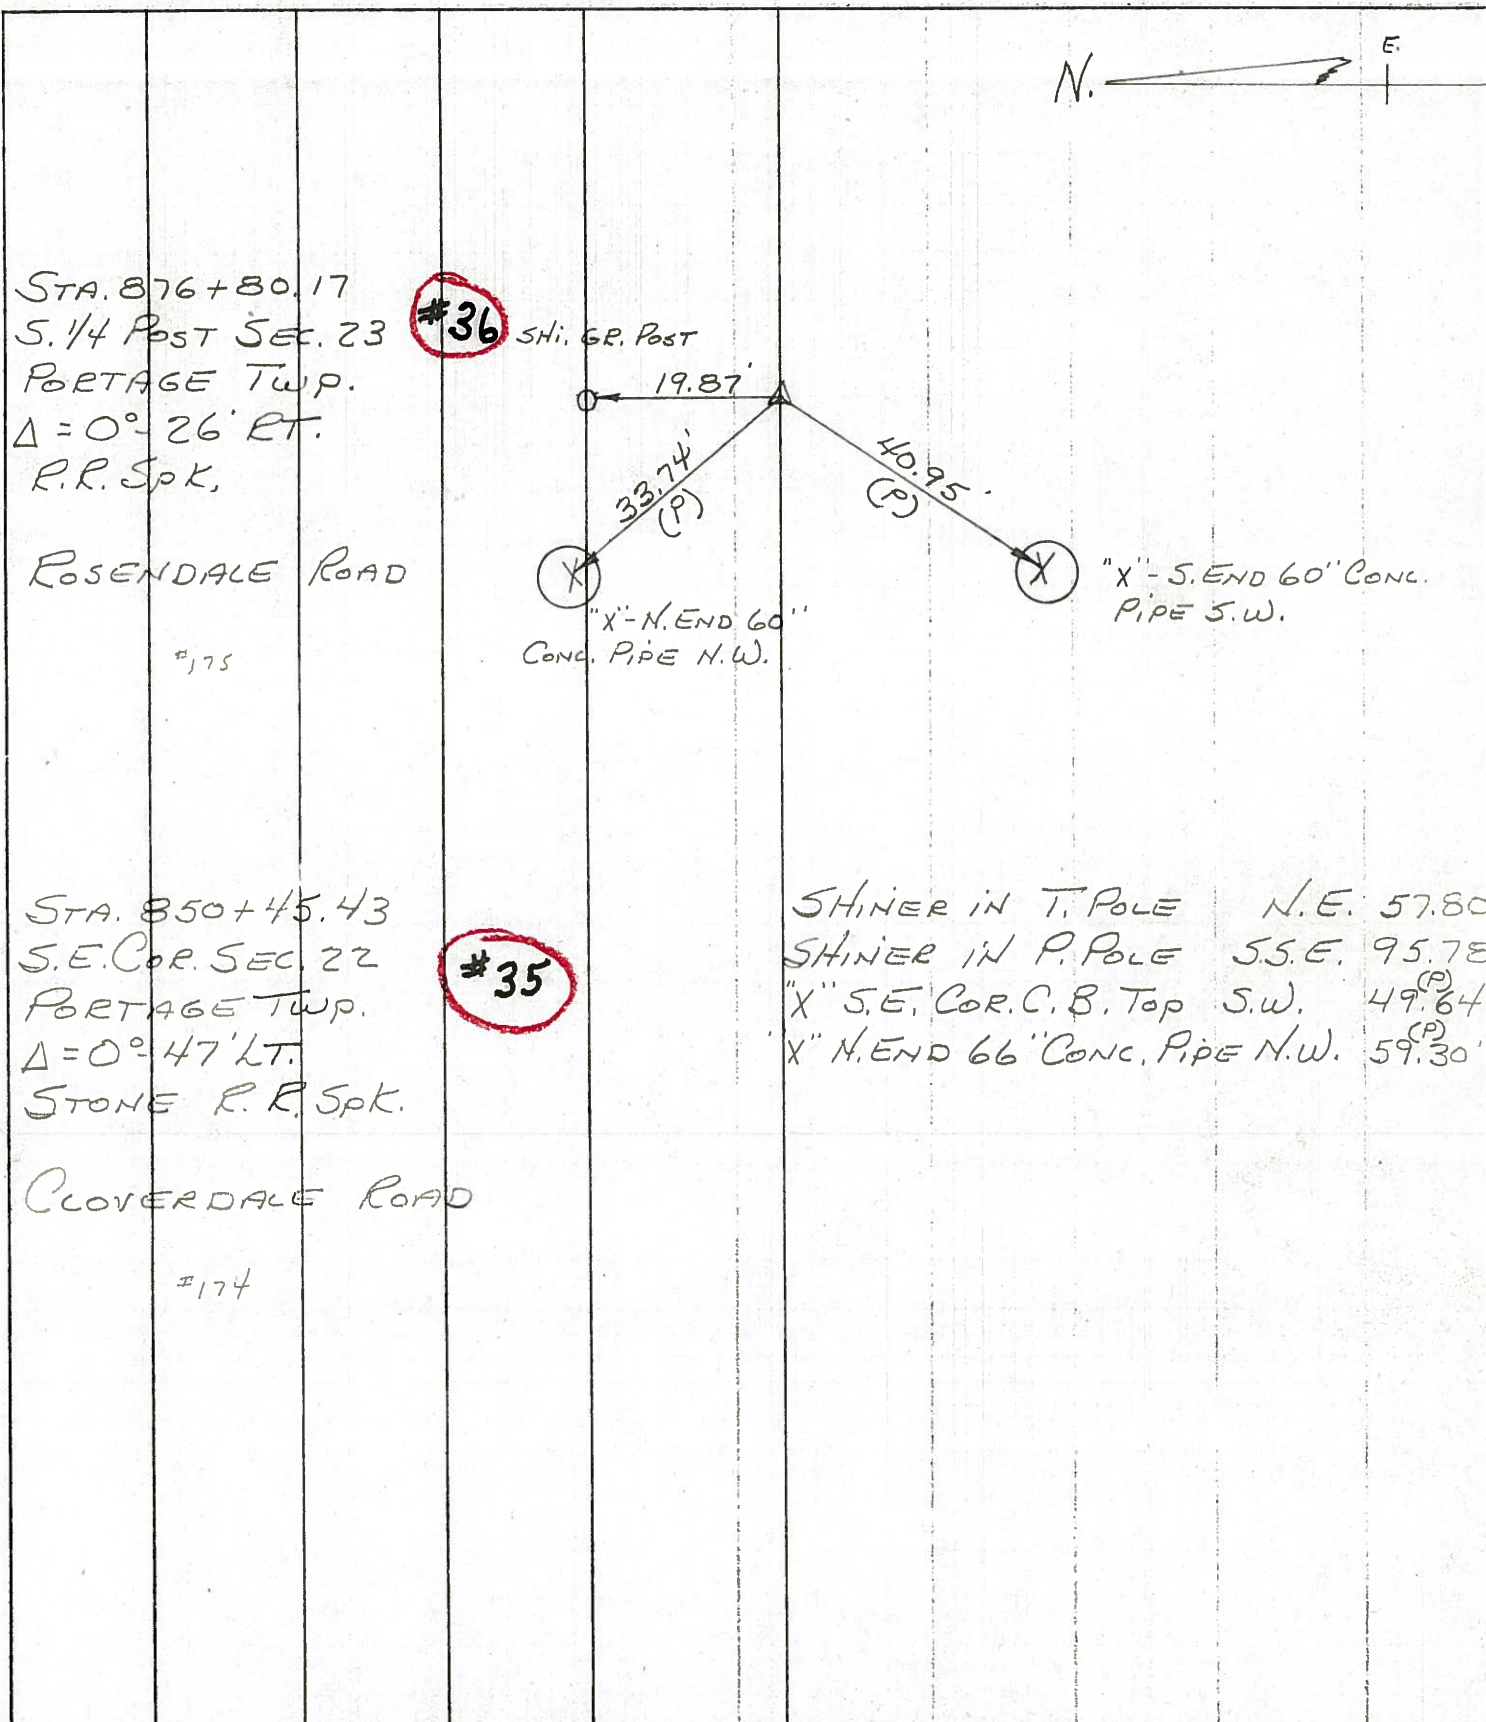 N.
E.
STA. 876+80.17
S. 1/4 POST SEC. 23
PORTAGE TWP.
Δ = 0°-26' RT.
R.R. SPK.
ROSENDALE ROAD
#175
#36
SHI. GR. POST
19.87'
33.74'
(P)
40.95'
(P)
X
X
"X"-N. END 60"
CONC. PIPE N.W.
"X"-S. END 60" CONC.
PIPE S.W.
STA. 850+45.43
S.E. COR. SEC. 22
PORTAGE TWP.
Δ = 0°-47' LT.
STONE R.R. SPK.
CLOVERDALE ROAD
#174
#35
SHINER IN T. POLE N.E. 57.80
SHINER IN P. POLE S.S.E. 95.78
"X" S.E. COR. C.B. TOP S.W. 49.64 (P)
"X" N. END 66" CONC. PIPE N.W. 59.30' (P)